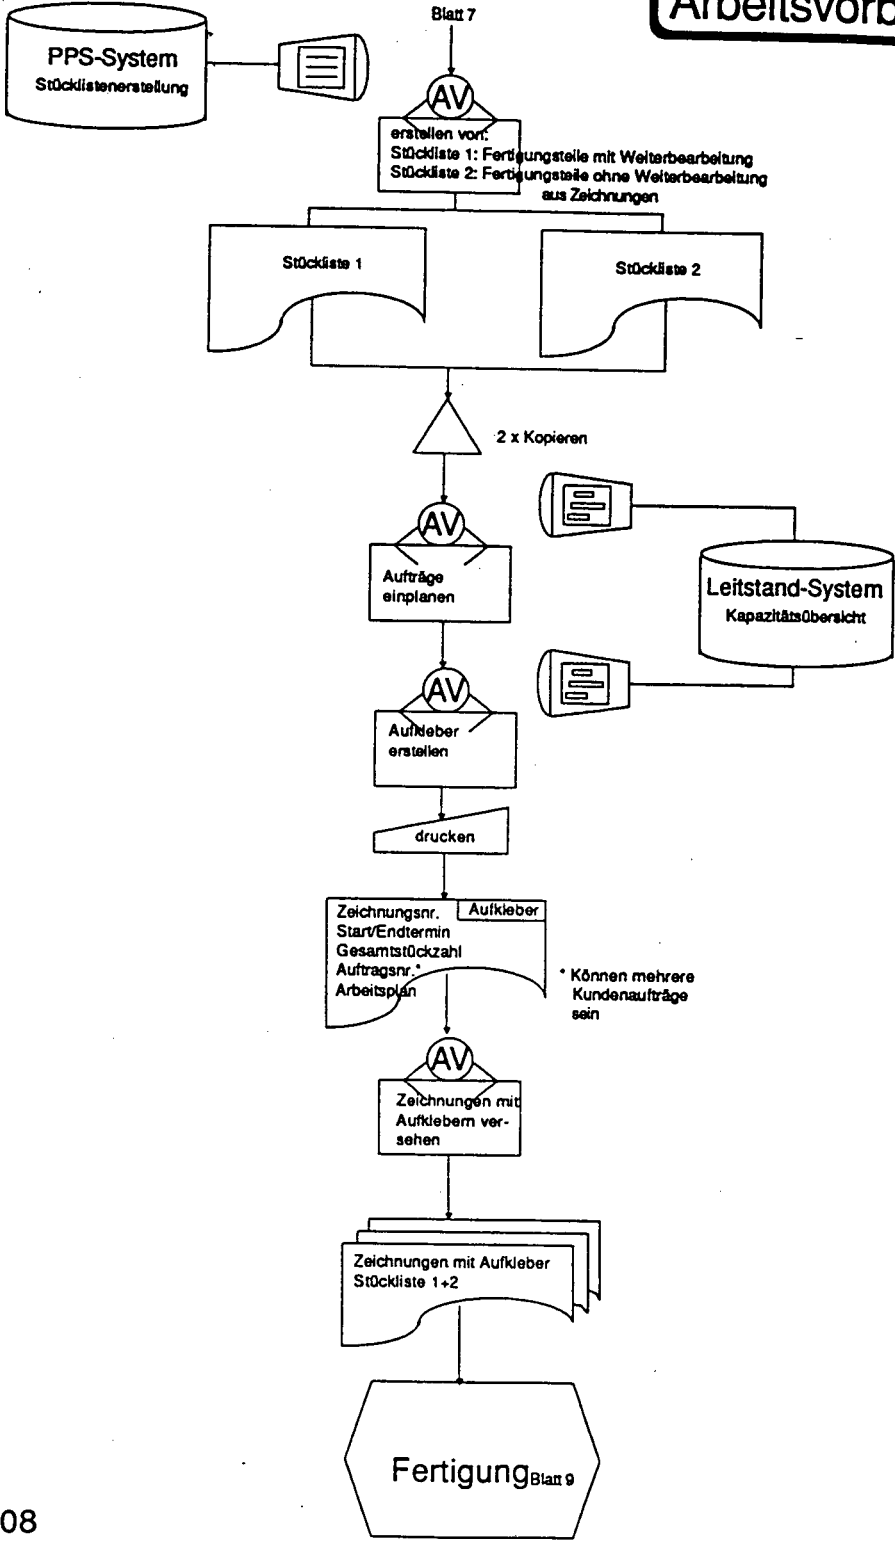 Arbeitsvorb
Blatt 7
PPS-System
Stücklistenerstellung
AV
erstellen von:
Stückliste 1: Fertigungsteile mit Weiterbearbeitung
Stückliste 2: Fertigungsteile ohne Weiterbearbeitung
aus Zeichnungen
Stückliste 1
Stückliste 2
2 x Kopieren
AV
Aufträge
einplanen
Leitstand-System
Kapazitätsübersicht
AV
Aufkleber
erstellen
drucken
Aufkleber
Zeichnungsnr.
Start/Endtermin
Gesamtstückzahl
Auftragsnr.*
Arbeitsplan
* Können mehrere
Kundenaufträge
sein
AV
Zeichnungen mit
Aufklebern ver-
sehen
Zeichnungen mit Aufkleber
Stückliste 1+2
Fertigung Blatt 9
08